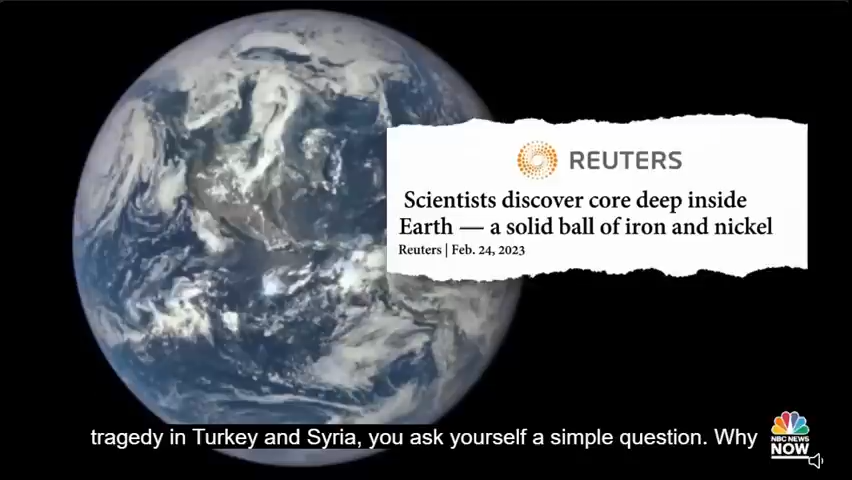 REUTERS
Scientists discover core deep inside
Earth — a solid ball of iron and nickel
Reuters | Feb. 24, 2023
tragedy in Turkey and Syria, you ask yourself a simple question. Why
NBC NEWS
NOW